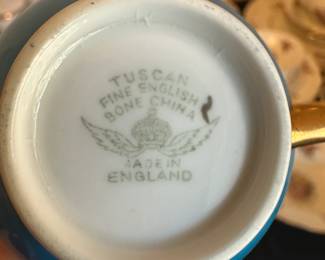 TUSCAN
FINE ENGLISH
BONE CHINA
MADE IN
ENGLAND